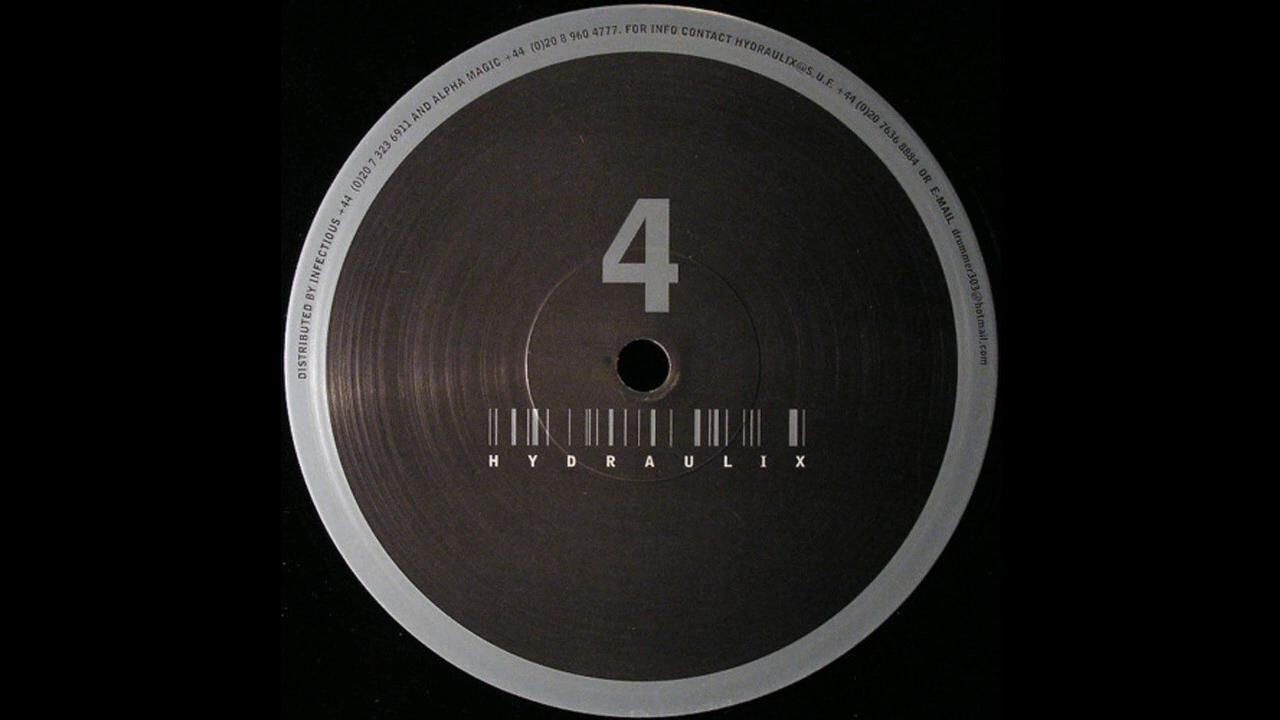 DISTRIBUTED BY INFECTIOUS +44 (0)20 7 323 6911 AND ALPHA MAGIC +44 (0)20 8 960 4777. FOR INFO CONTACT HYDRAULIX@S.U.F. +44 (0)20 7636 8884 OR E-MAIL drummer303@hotmail.com
4
HYDRAULIX